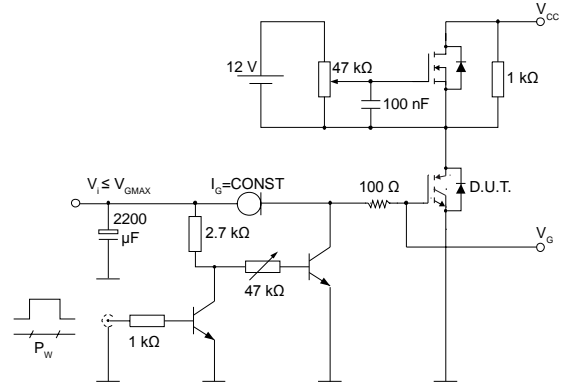 V_CC
12 V
47 kΩ
1 kΩ
100 nF
V_i ≤ V_GMAX
I_G=CONST
100 Ω
D.U.T.
2200
μF
2.7 kΩ
V_G
47 kΩ
1 kΩ
P_W